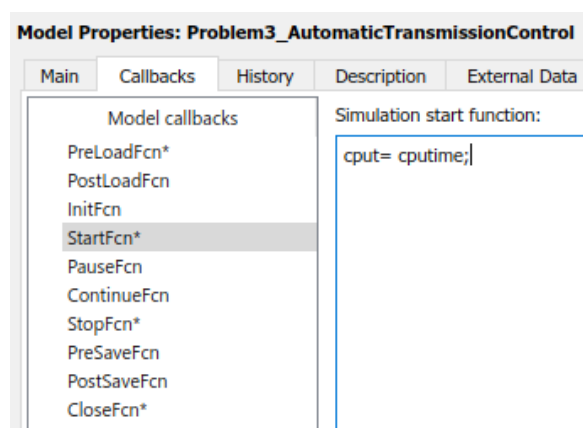 Model Properties: Problem3_AutomaticTransmissionControl
Main Callbacks History Description External Data
Model callbacks
Simulation start function:
PreLoadFcn*
cput= cputime;
PostLoadFcn
InitFcn
StartFcn*
PauseFcn
ContinueFcn
StopFcn*
PreSaveFcn
PostSaveFcn
CloseFcn*